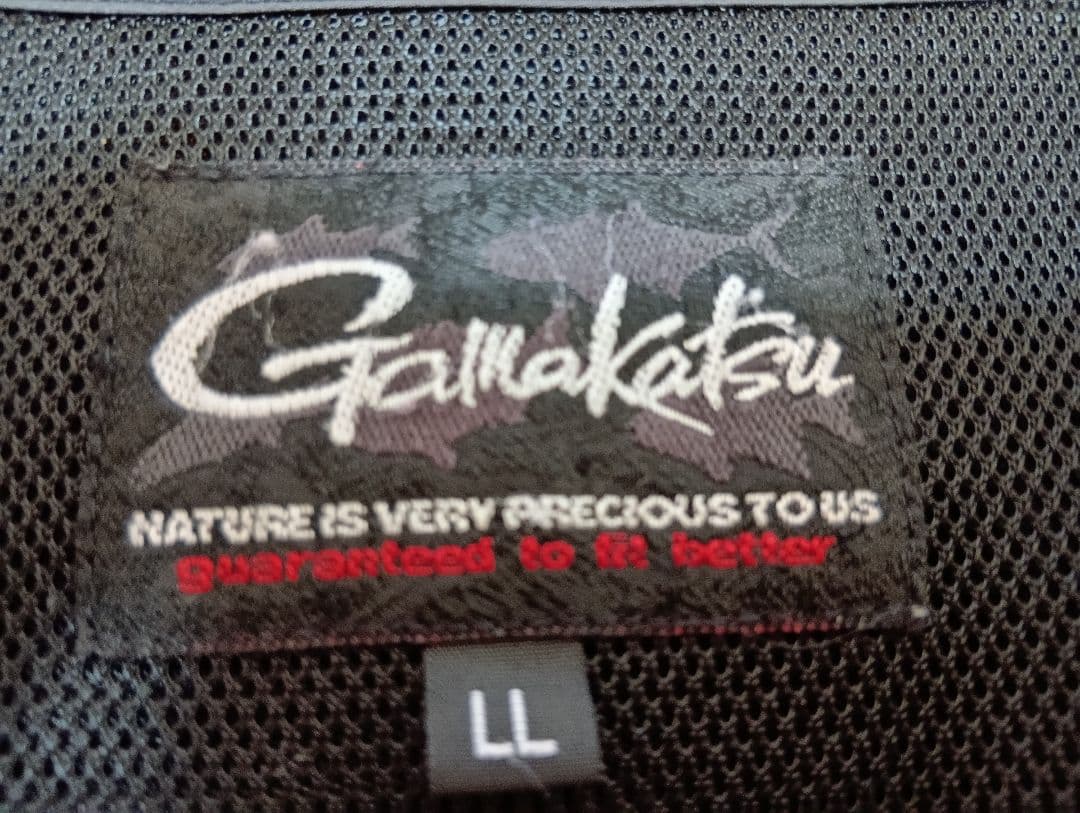 Gamakatsu
NATURE IS VERY PRECIOUS TO US
guaranteed to fit better
LL